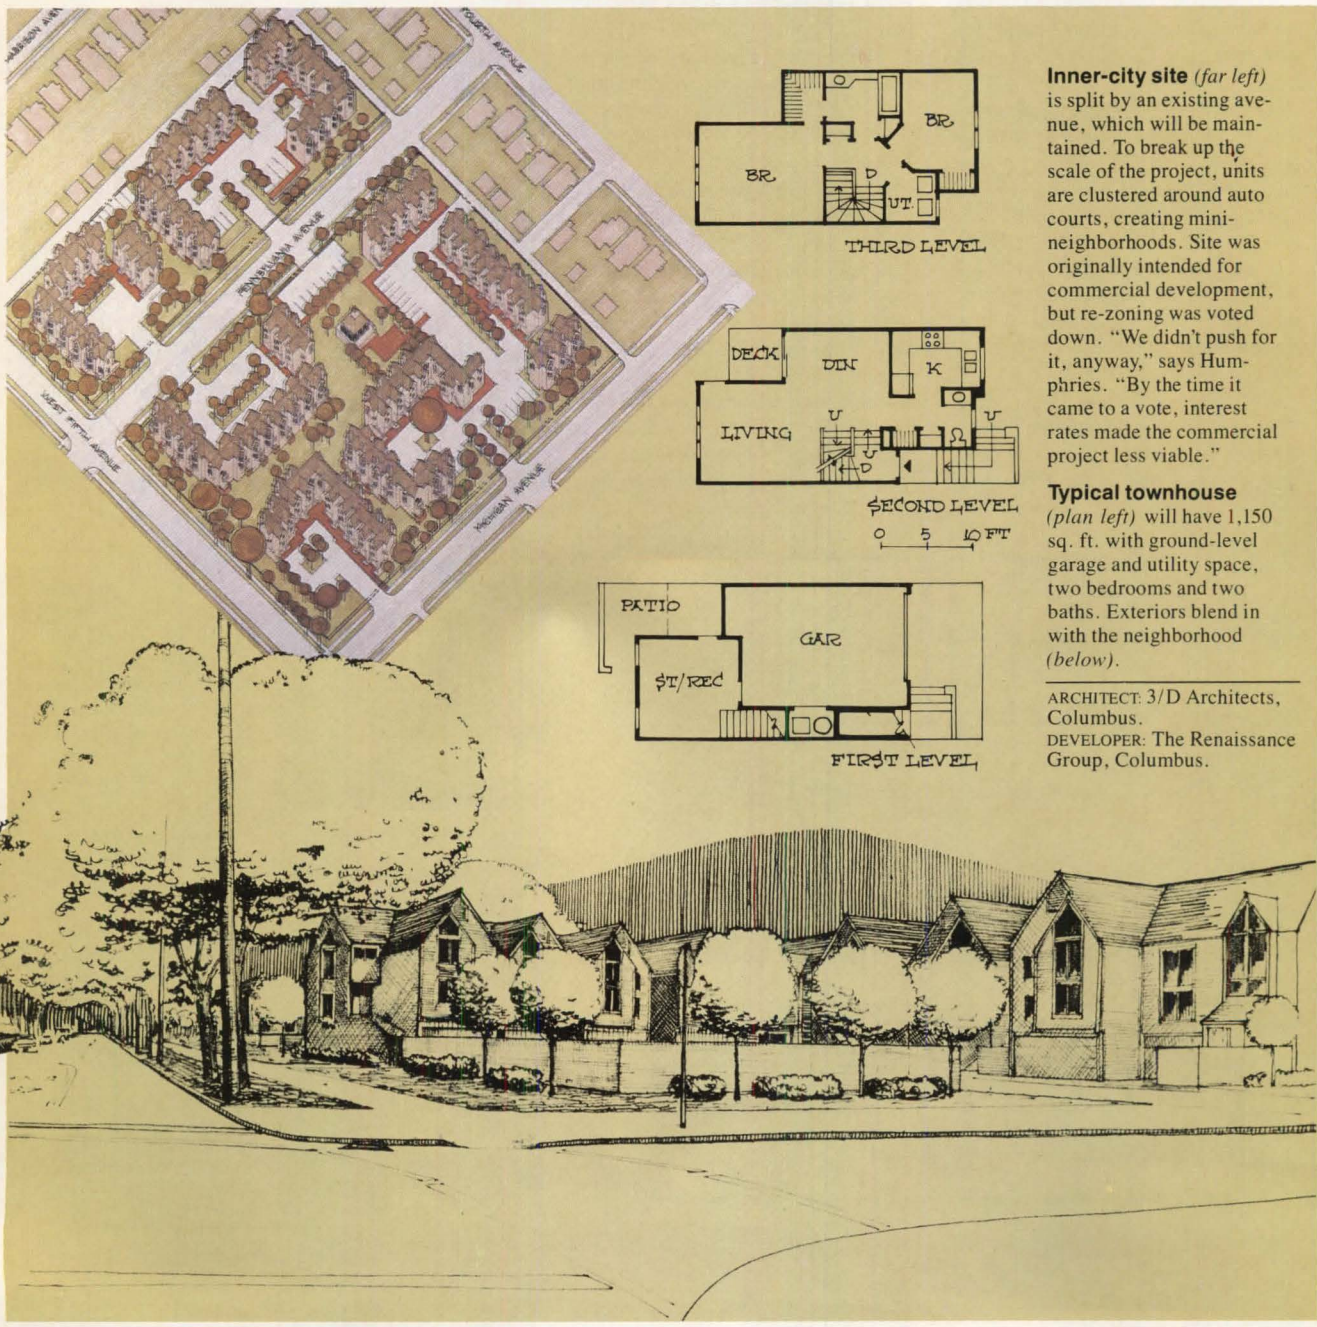 HARRISON AVEN
FOURTH AVENUE
PENNSYLVANIA AVENUE
WEST FIFTH AVENUE
MICHIGAN AVENUE
BR
BR
D
UT.
THIRD LEVEL
DECK
DIN
K
LIVING
U
U
U
D
SECOND LEVEL
0 5 10 FT
PATIO
GAR
ST/REC
FIRST LEVEL
Inner-city site (far left)
is split by an existing ave-
nue, which will be main-
tained. To break up the
scale of the project, units
are clustered around auto
courts, creating mini-
neighborhoods. Site was
originally intended for
commercial development,
but re-zoning was voted
down. “We didn't push for
it, anyway,” says Hum-
phries. “By the time it
came to a vote, interest
rates made the commercial
project less viable.”
Typical townhouse
(plan left) will have 1,150
sq. ft. with ground-level
garage and utility space,
two bedrooms and two
baths. Exteriors blend in
with the neighborhood
(below).
ARCHITECT: 3/D Architects,
Columbus.
DEVELOPER: The Renaissance
Group, Columbus.